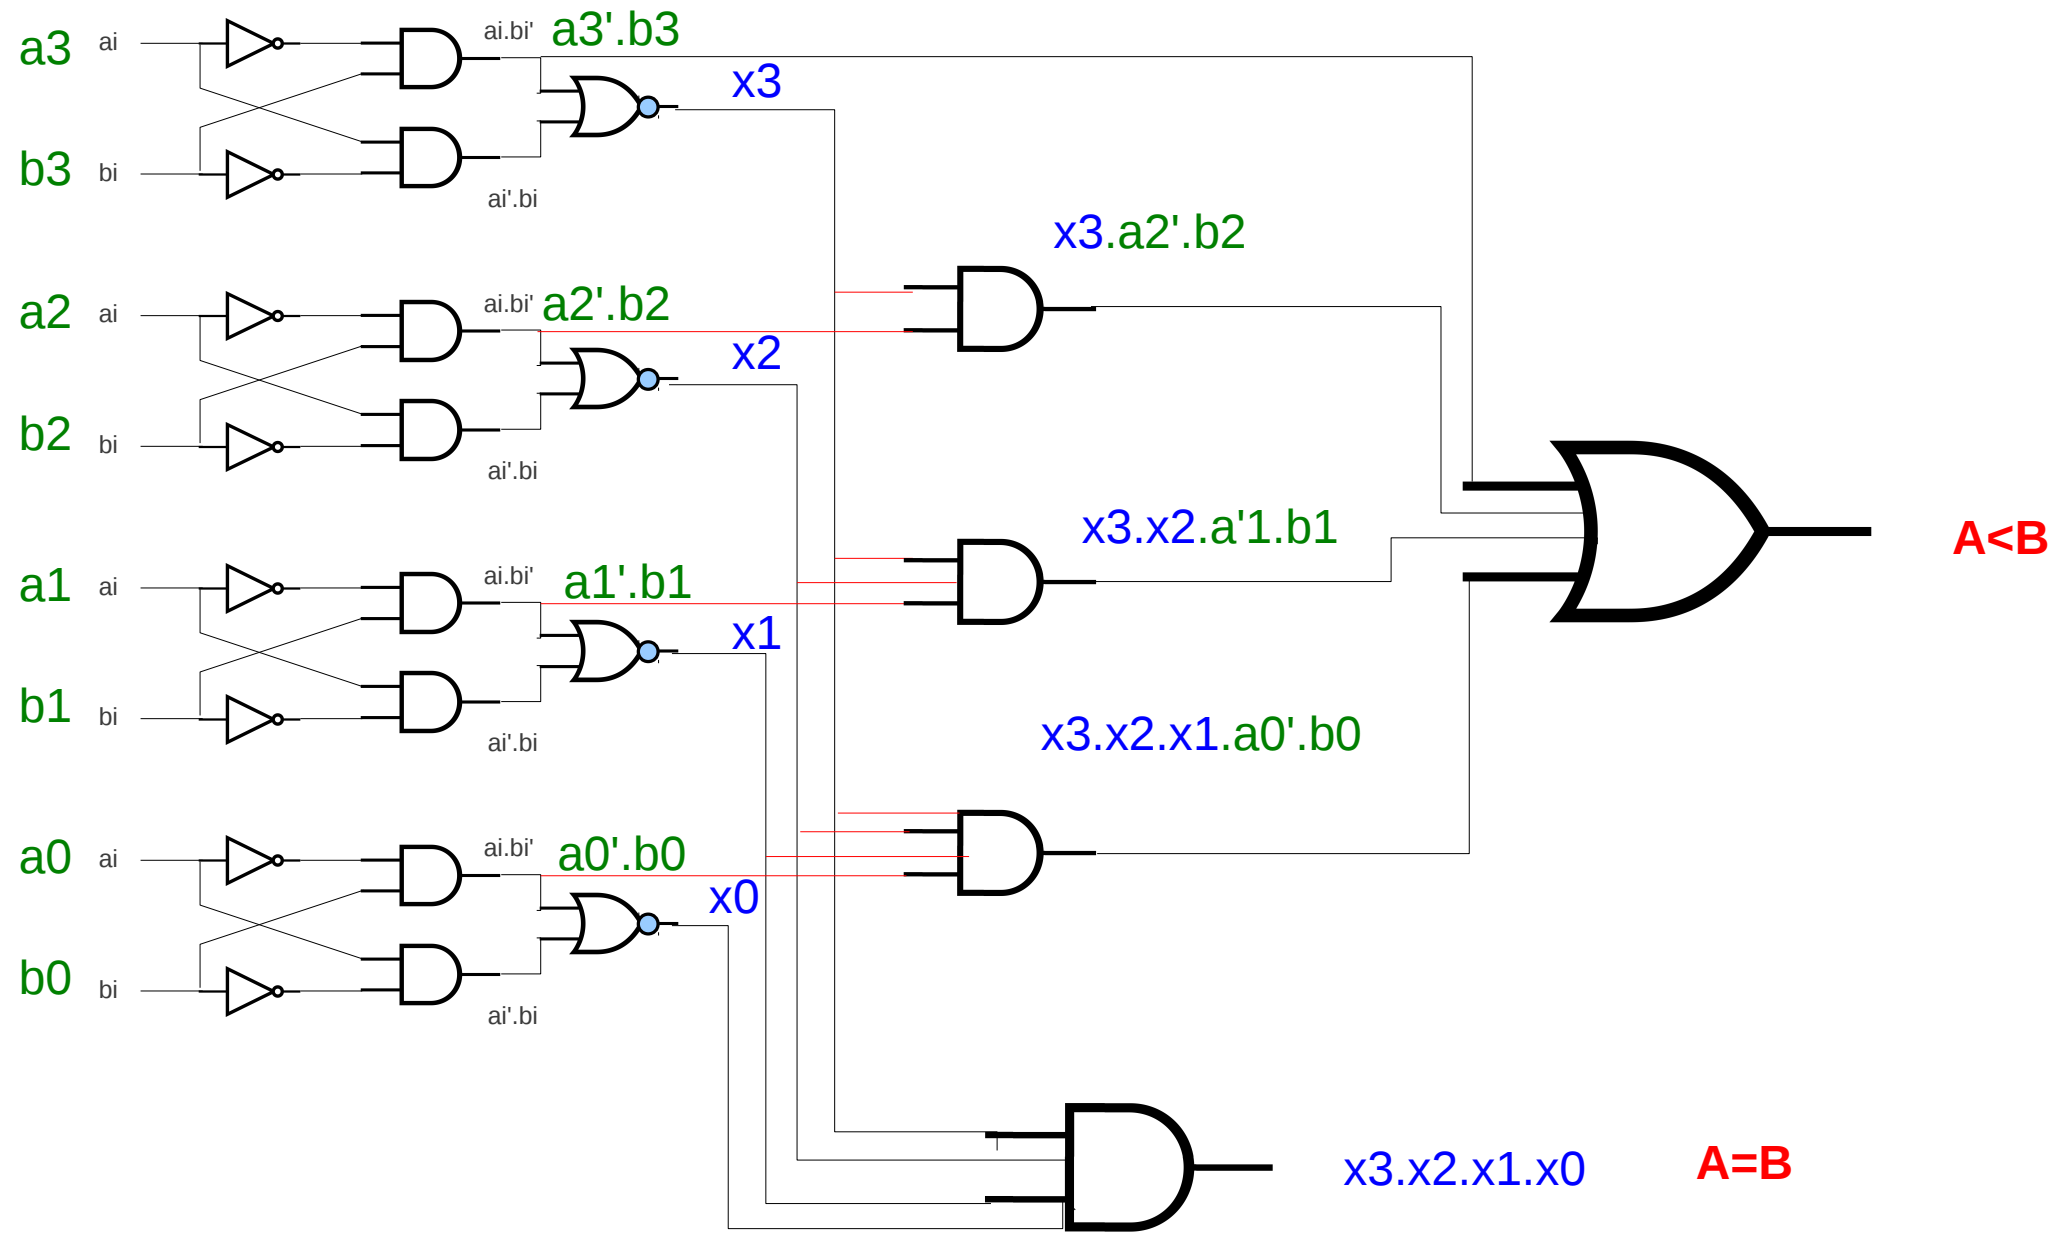 a3 ai ai.bi' a3'.b3
x3
b3 bi
ai'.bi
x3.a2'.b2
a2 ai ai.bi' a2'.b2
x2
b2 bi
ai'.bi
x3.x2.a'1.b1
A<B
a1 ai ai.bi' a1'.b1
x1
b1 bi
ai'.bi
x3.x2.x1.a0'.b0
a0 ai ai.bi' a0'.b0
x0
b0 bi
ai'.bi
x3.x2.x1.x0 A=B